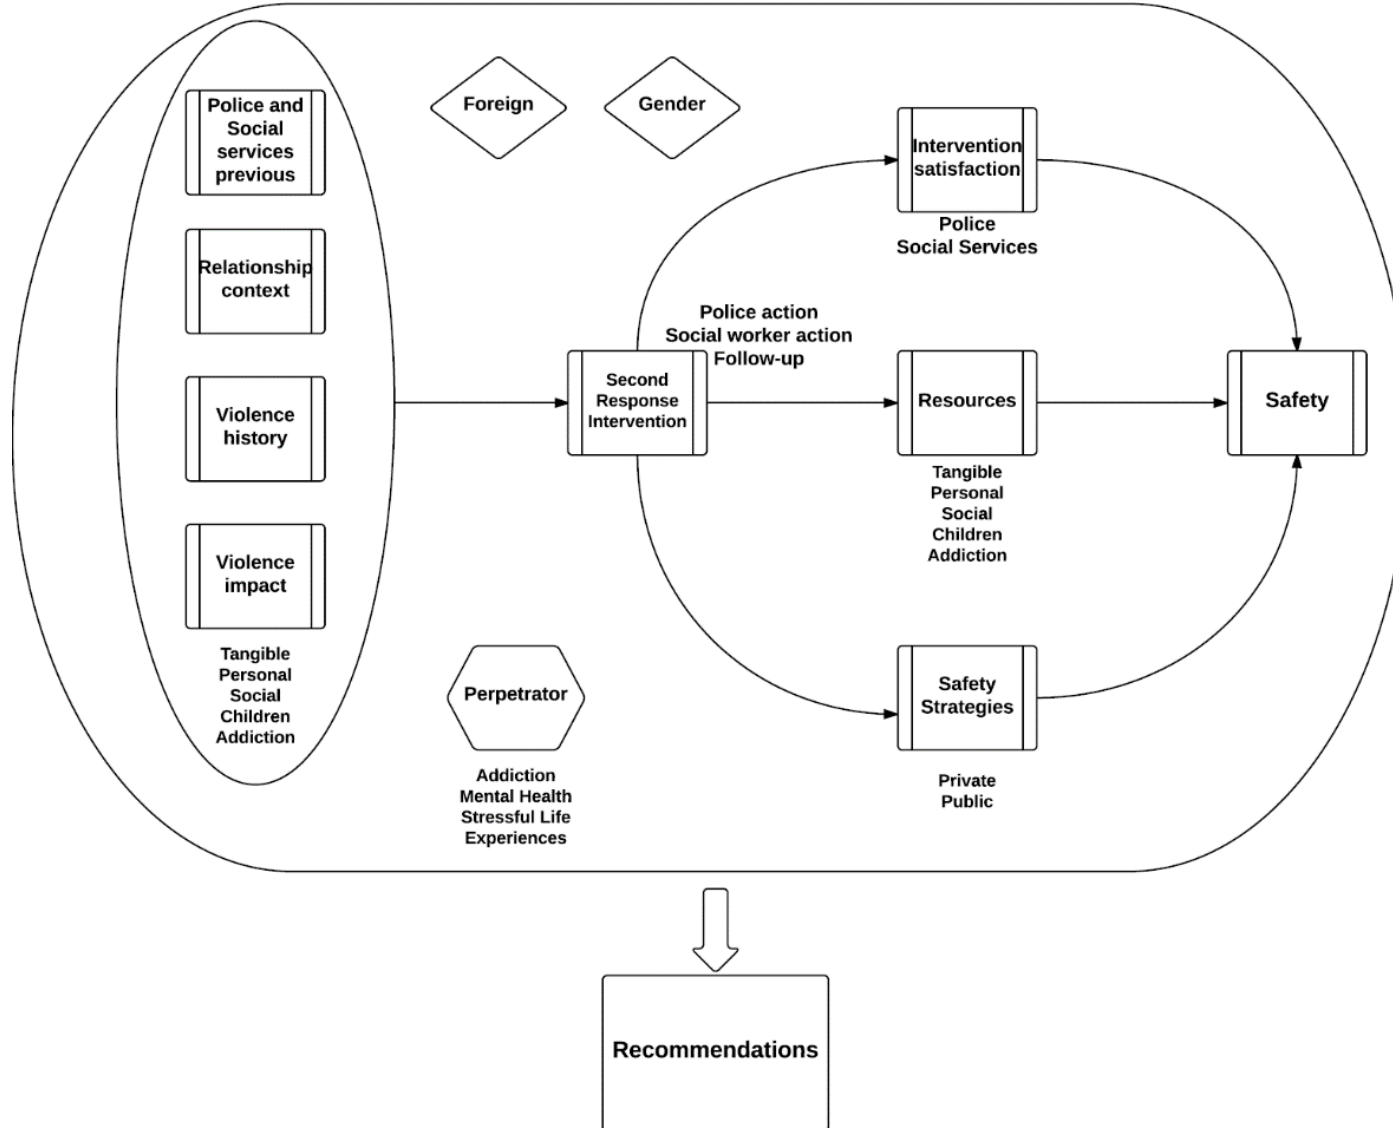 Police and
Social
services
previous
Relationship
context
Violence
history
Violence
impact
Tangible
Personal
Social
Children
Addiction
Foreign
Gender
Perpetrator
Addiction
Mental Health
Stressful Life
Experiences
Second
Response
Intervention
Police action
Social worker action
Follow-up
Intervention
satisfaction
Police
Social Services
Resources
Tangible
Personal
Social
Children
Addiction
Safety
Strategies
Private
Public
Safety
Recommendations